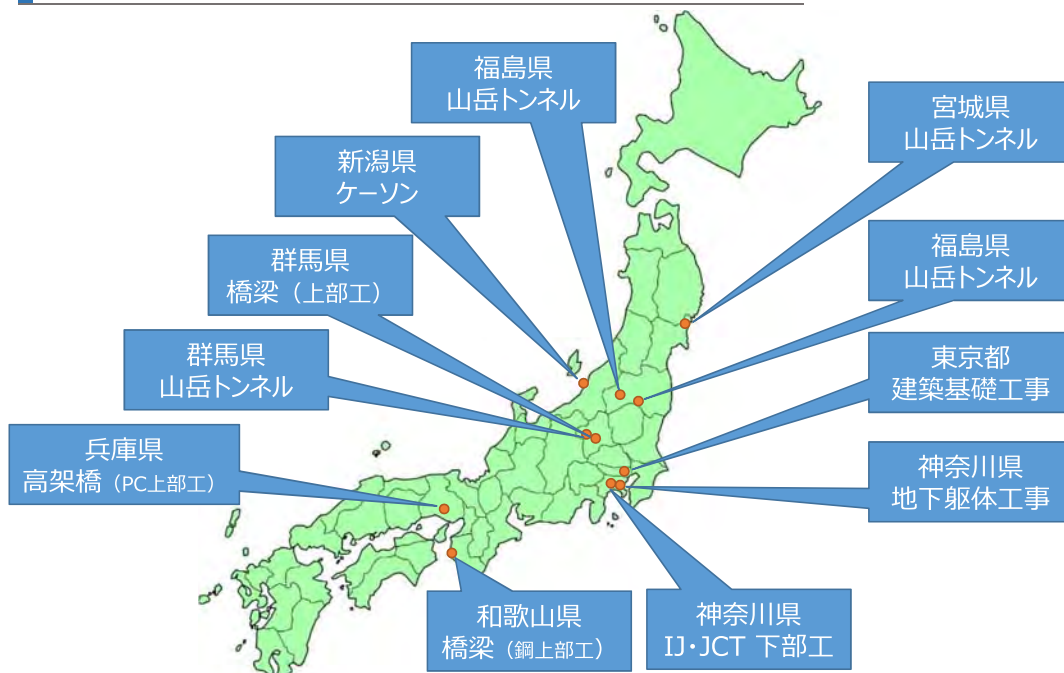 福島県
山岳トンネル
宮城県
山岳トンネル
新潟県
ケーソン
群馬県
橋梁（上部工）
福島県
山岳トンネル
群馬県
山岳トンネル
東京都
建築基礎工事
兵庫県
高架橋（PC上部工）
神奈川県
地下躯体工事
和歌山県
橋梁（鋼上部工）
神奈川県
IJ・JCT 下部工